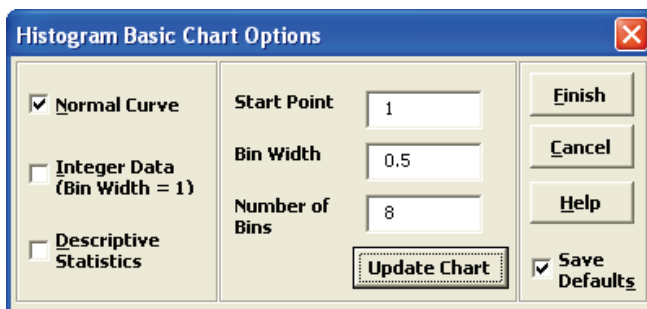 Histogram Basic Chart Options
Normal Curve
Integer Data
(Bin Width = 1)
Descriptive
Statistics
Start Point
1
Bin Width
0.5
Number of
Bins
8
Update Chart
Finish
Cancel
Help
Save
Defaults